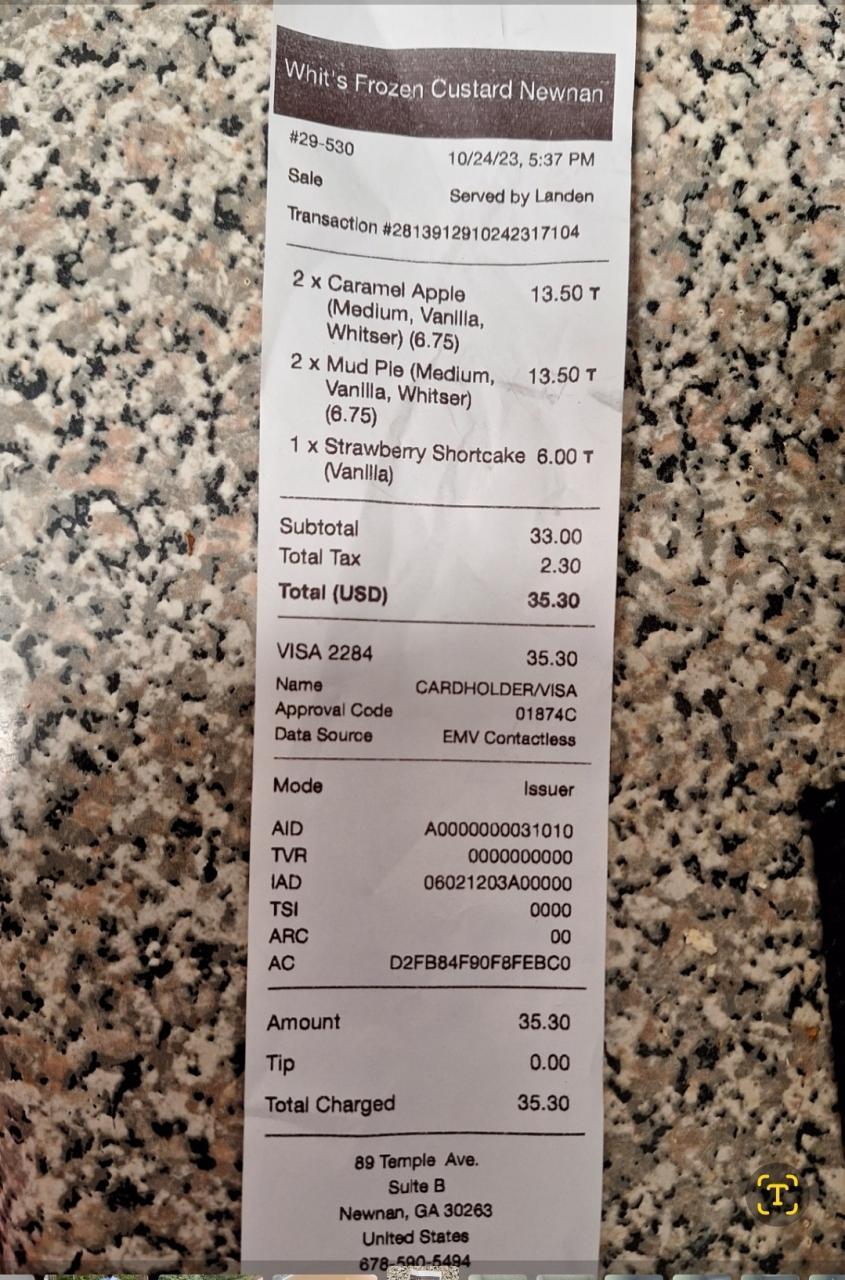 Whit's Frozen Custard Newnan
#29-530 10/24/23, 5:37 PM
Sale Served by Landen
Transaction #2813912910242317104
2 x Caramel Apple 13.50 T
(Medium, Vanilla,
Whitser) (6.75)
2 x Mud Pie (Medium, 13.50 T
Vanilla, Whitser)
(6.75)
1 x Strawberry Shortcake 6.00 T
(Vanilla)
Subtotal 33.00
Total Tax 2.30
Total (USD) 35.30
VISA 2284 35.30
Name CARDHOLDER/VISA
Approval Code 01874C
Data Source EMV Contactless
Mode Issuer
AID A0000000031010
TVR 0000000000
IAD 06021203A00000
TSI 0000
ARC 00
AC D2FB84F90F8FEBC0
Amount 35.30
Tip 0.00
Total Charged 35.30
89 Temple Ave.
Suite B
Newnan, GA 30263
United States
678-590-5494